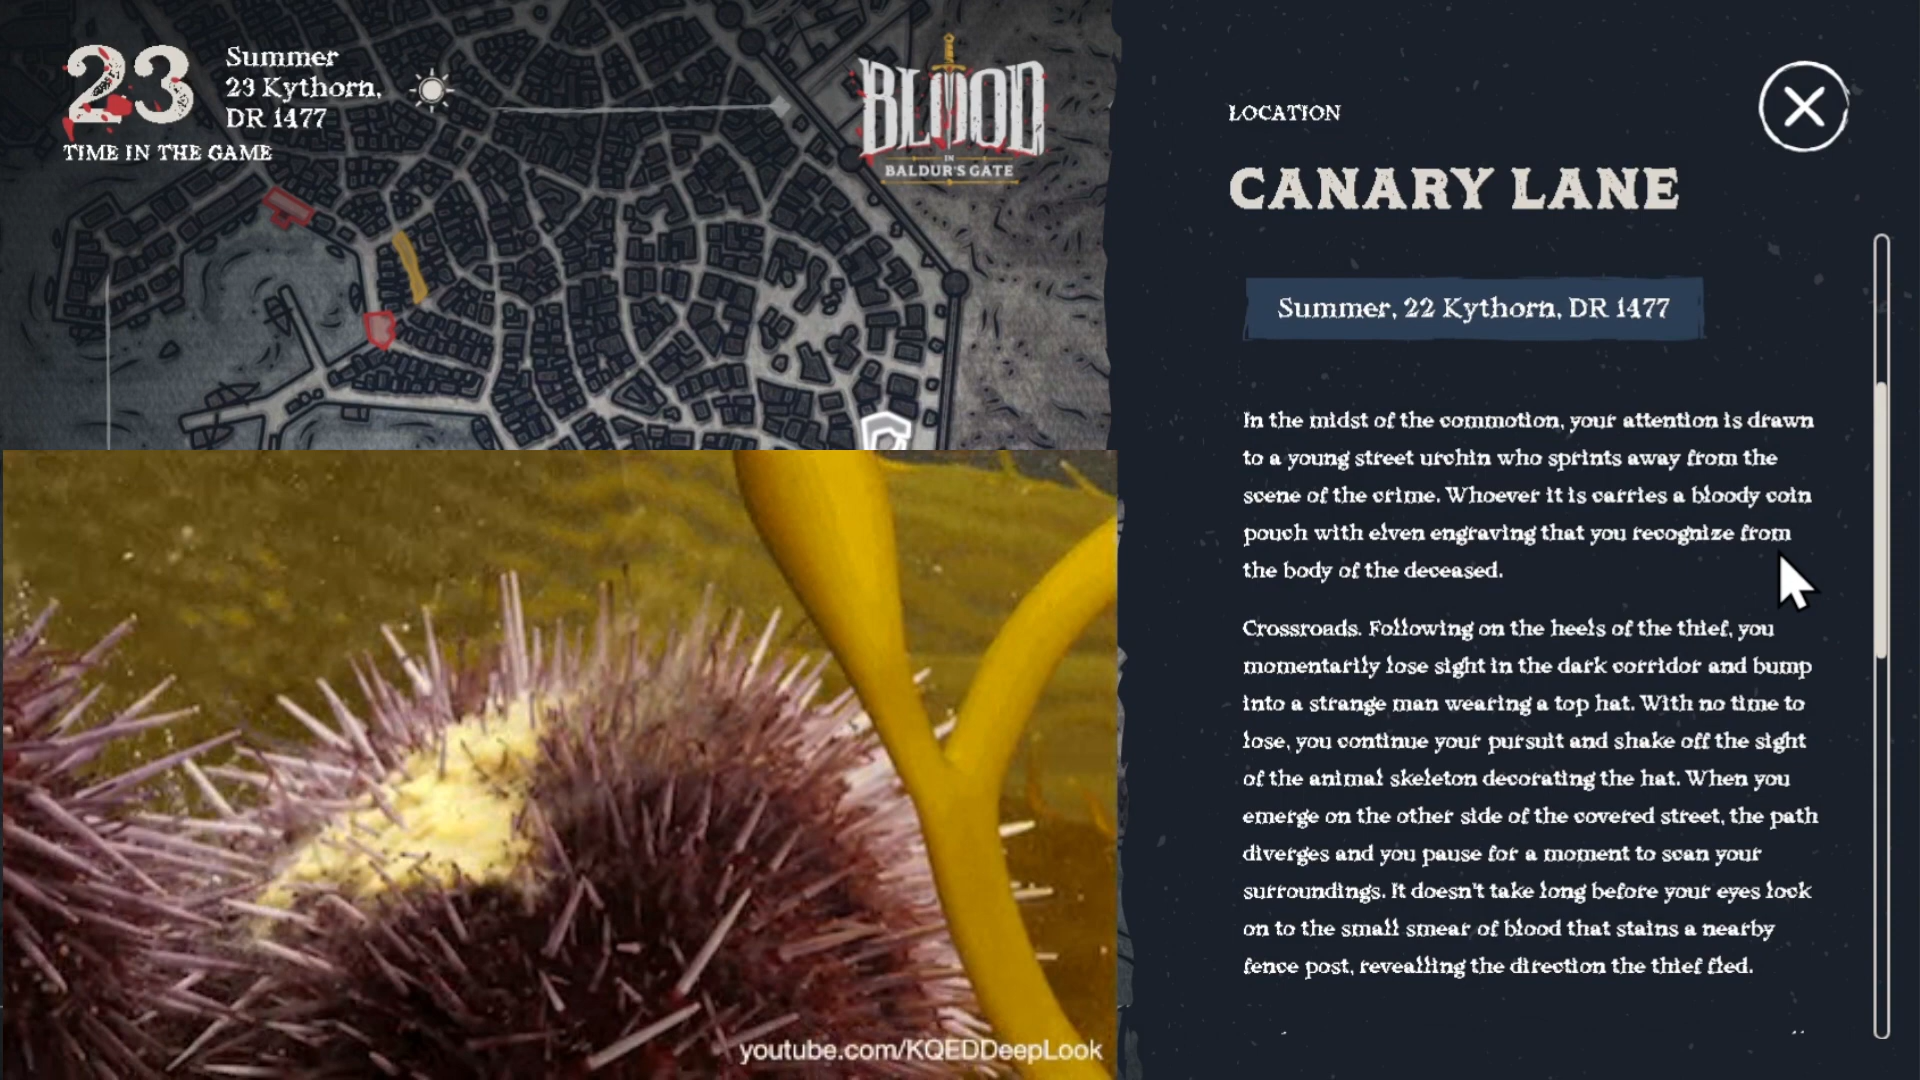 23
Summer
23 Kythorn,
DR 1477
TIME IN THE GAME
BLOOD
IN
BALDUR'S GATE
LOCATION
CANARY LANE
Summer, 22 Kythorn, DR 1477
In the midst of the commotion, your attention is drawn
to a young street urchin who sprints away from the
scene of the crime. Whoever it is carries a bloody coin
pouch with elven engraving that you recognize from
the body of the deceased.
Crossroads. Following on the heels of the thief, you
momentarily lose sight in the dark corridor and bump
into a strange man wearing a top hat. With no time to
lose, you continue your pursuit and shake off the sight
of the animal skeleton decorating the hat. When you
emerge on the other side of the covered street, the path
diverges and you pause for a moment to scan your
surroundings. It doesn't take long before your eyes lock
on to the small smear of blood that stains a nearby
fence post, revealing the direction the thief fled.
youtube.com/KQEDDeepLook